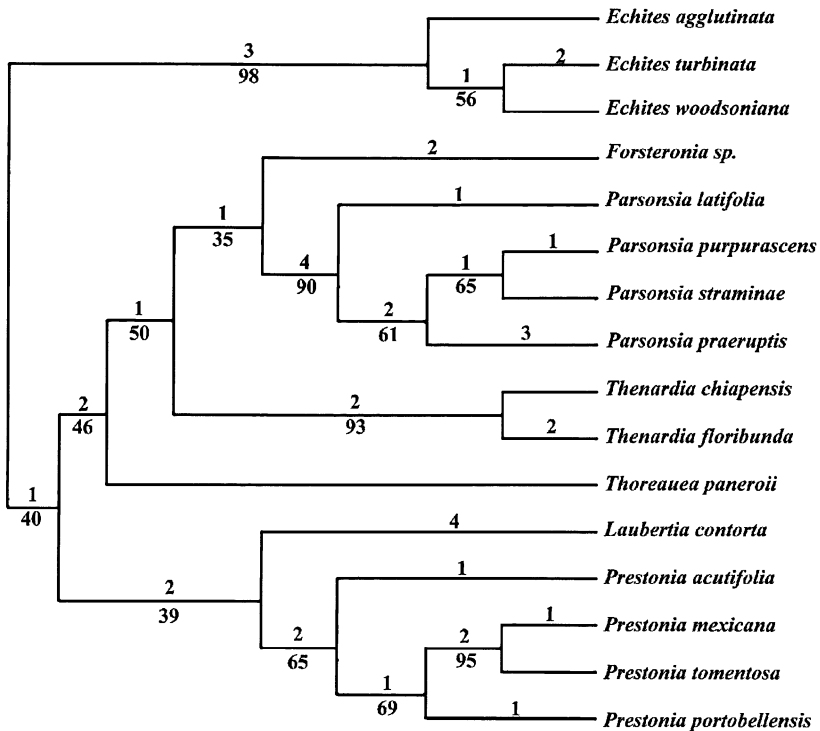 Echites agglutinata
3
98
2
Echites turbinata
1
56
Echites woodsoniana
2
Forsteronia sp.
1
Parsonsia latifolia
1
35
1
Parsonsia purpurascens
4
90
1
65
Parsonsia straminae
2
61
3
Parsonsia praeruptis
1
50
Thenardia chiapensis
2
93
2
Thenardia floribunda
2
46
Thoreauea paneroii
1
40
4
Laubertia contorta
1
Prestonia acutifolia
2
39
1
Prestonia mexicana
2
65
2
95
Prestonia tomentosa
1
69
1
Prestonia portobellensis